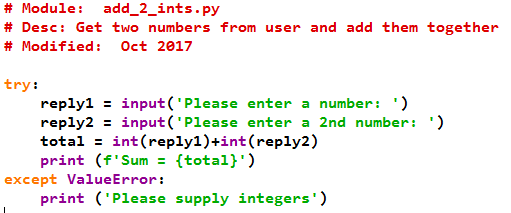 # Module:  add_2_ints.py
# Desc: Get two numbers from user and add them together
# Modified:  Oct 2017

try:
    reply1 = input('Please enter a number: ')
    reply2 = input('Please enter a 2nd number: ')
    total = int(reply1)+int(reply2)
    print (f'Sum = {total}')
except ValueError:
    print ('Please supply integers')